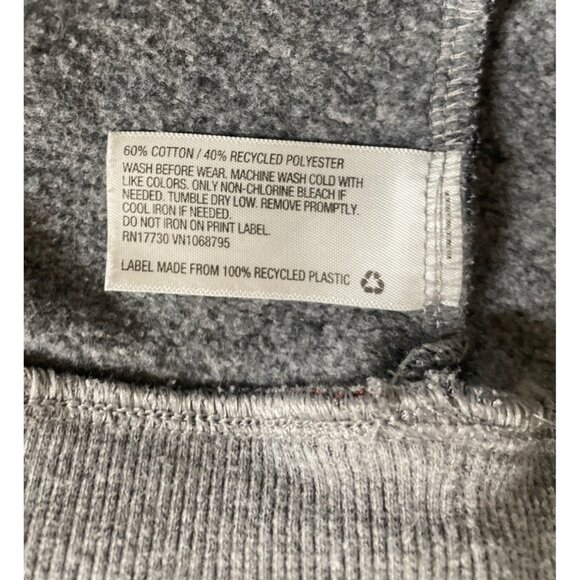 60% COTTON / 40% RECYCLED POLYESTER
WASH BEFORE WEAR. MACHINE WASH COLD WITH
LIKE COLORS. ONLY NON-CHLORINE BLEACH IF
NEEDED. TUMBLE DRY LOW. REMOVE PROMPTLY.
COOL IRON IF NEEDED.
DO NOT IRON ON PRINT LABEL.
RN17730 VN1068795
LABEL MADE FROM 100% RECYCLED PLASTIC